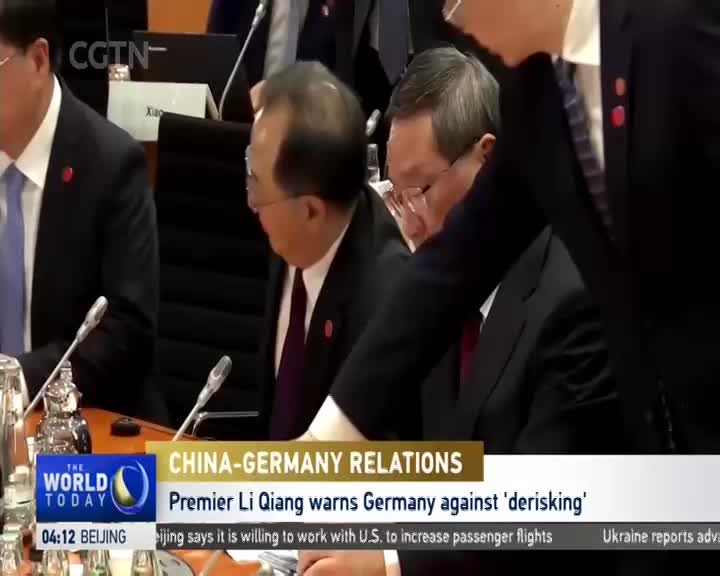 CGTN
Xiao
CHINA-GERMANY RELATIONS
THE WORLD TODAY
Premier Li Qiang warns Germany against 'derisking'
04:12 BEIJING
eijing says it is willing to work with U.S. to increase passenger flights Ukraine reports adva